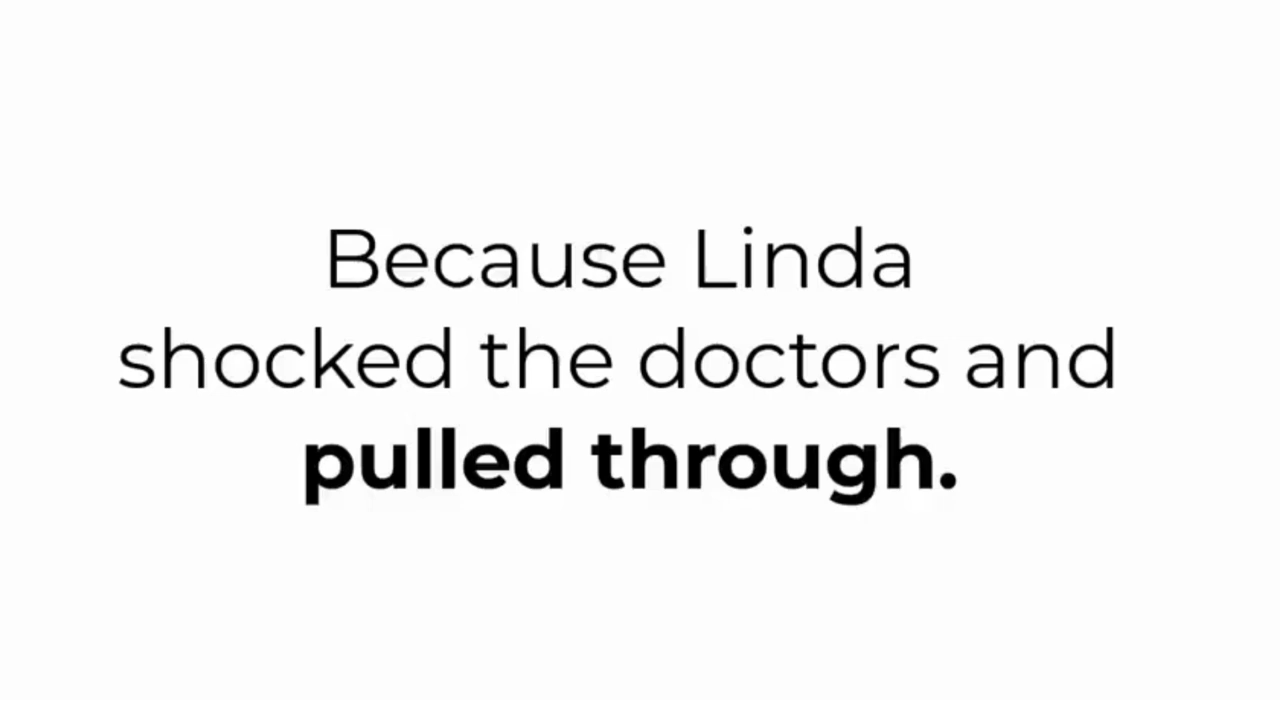 Because Linda
shocked the doctors and
pulled through.